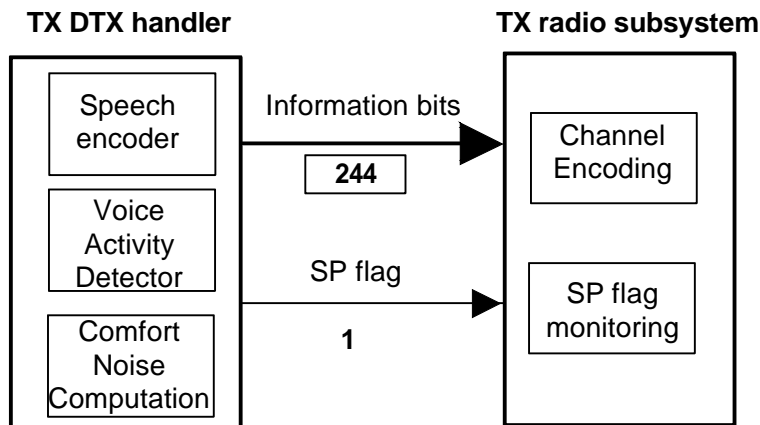 TX DTX handler
TX radio subsystem
Speech
encoder
Information bits
244
Channel
Encoding
Voice
Activity
Detector
SP flag
1
SP flag
monitoring
Comfort
Noise
Computation